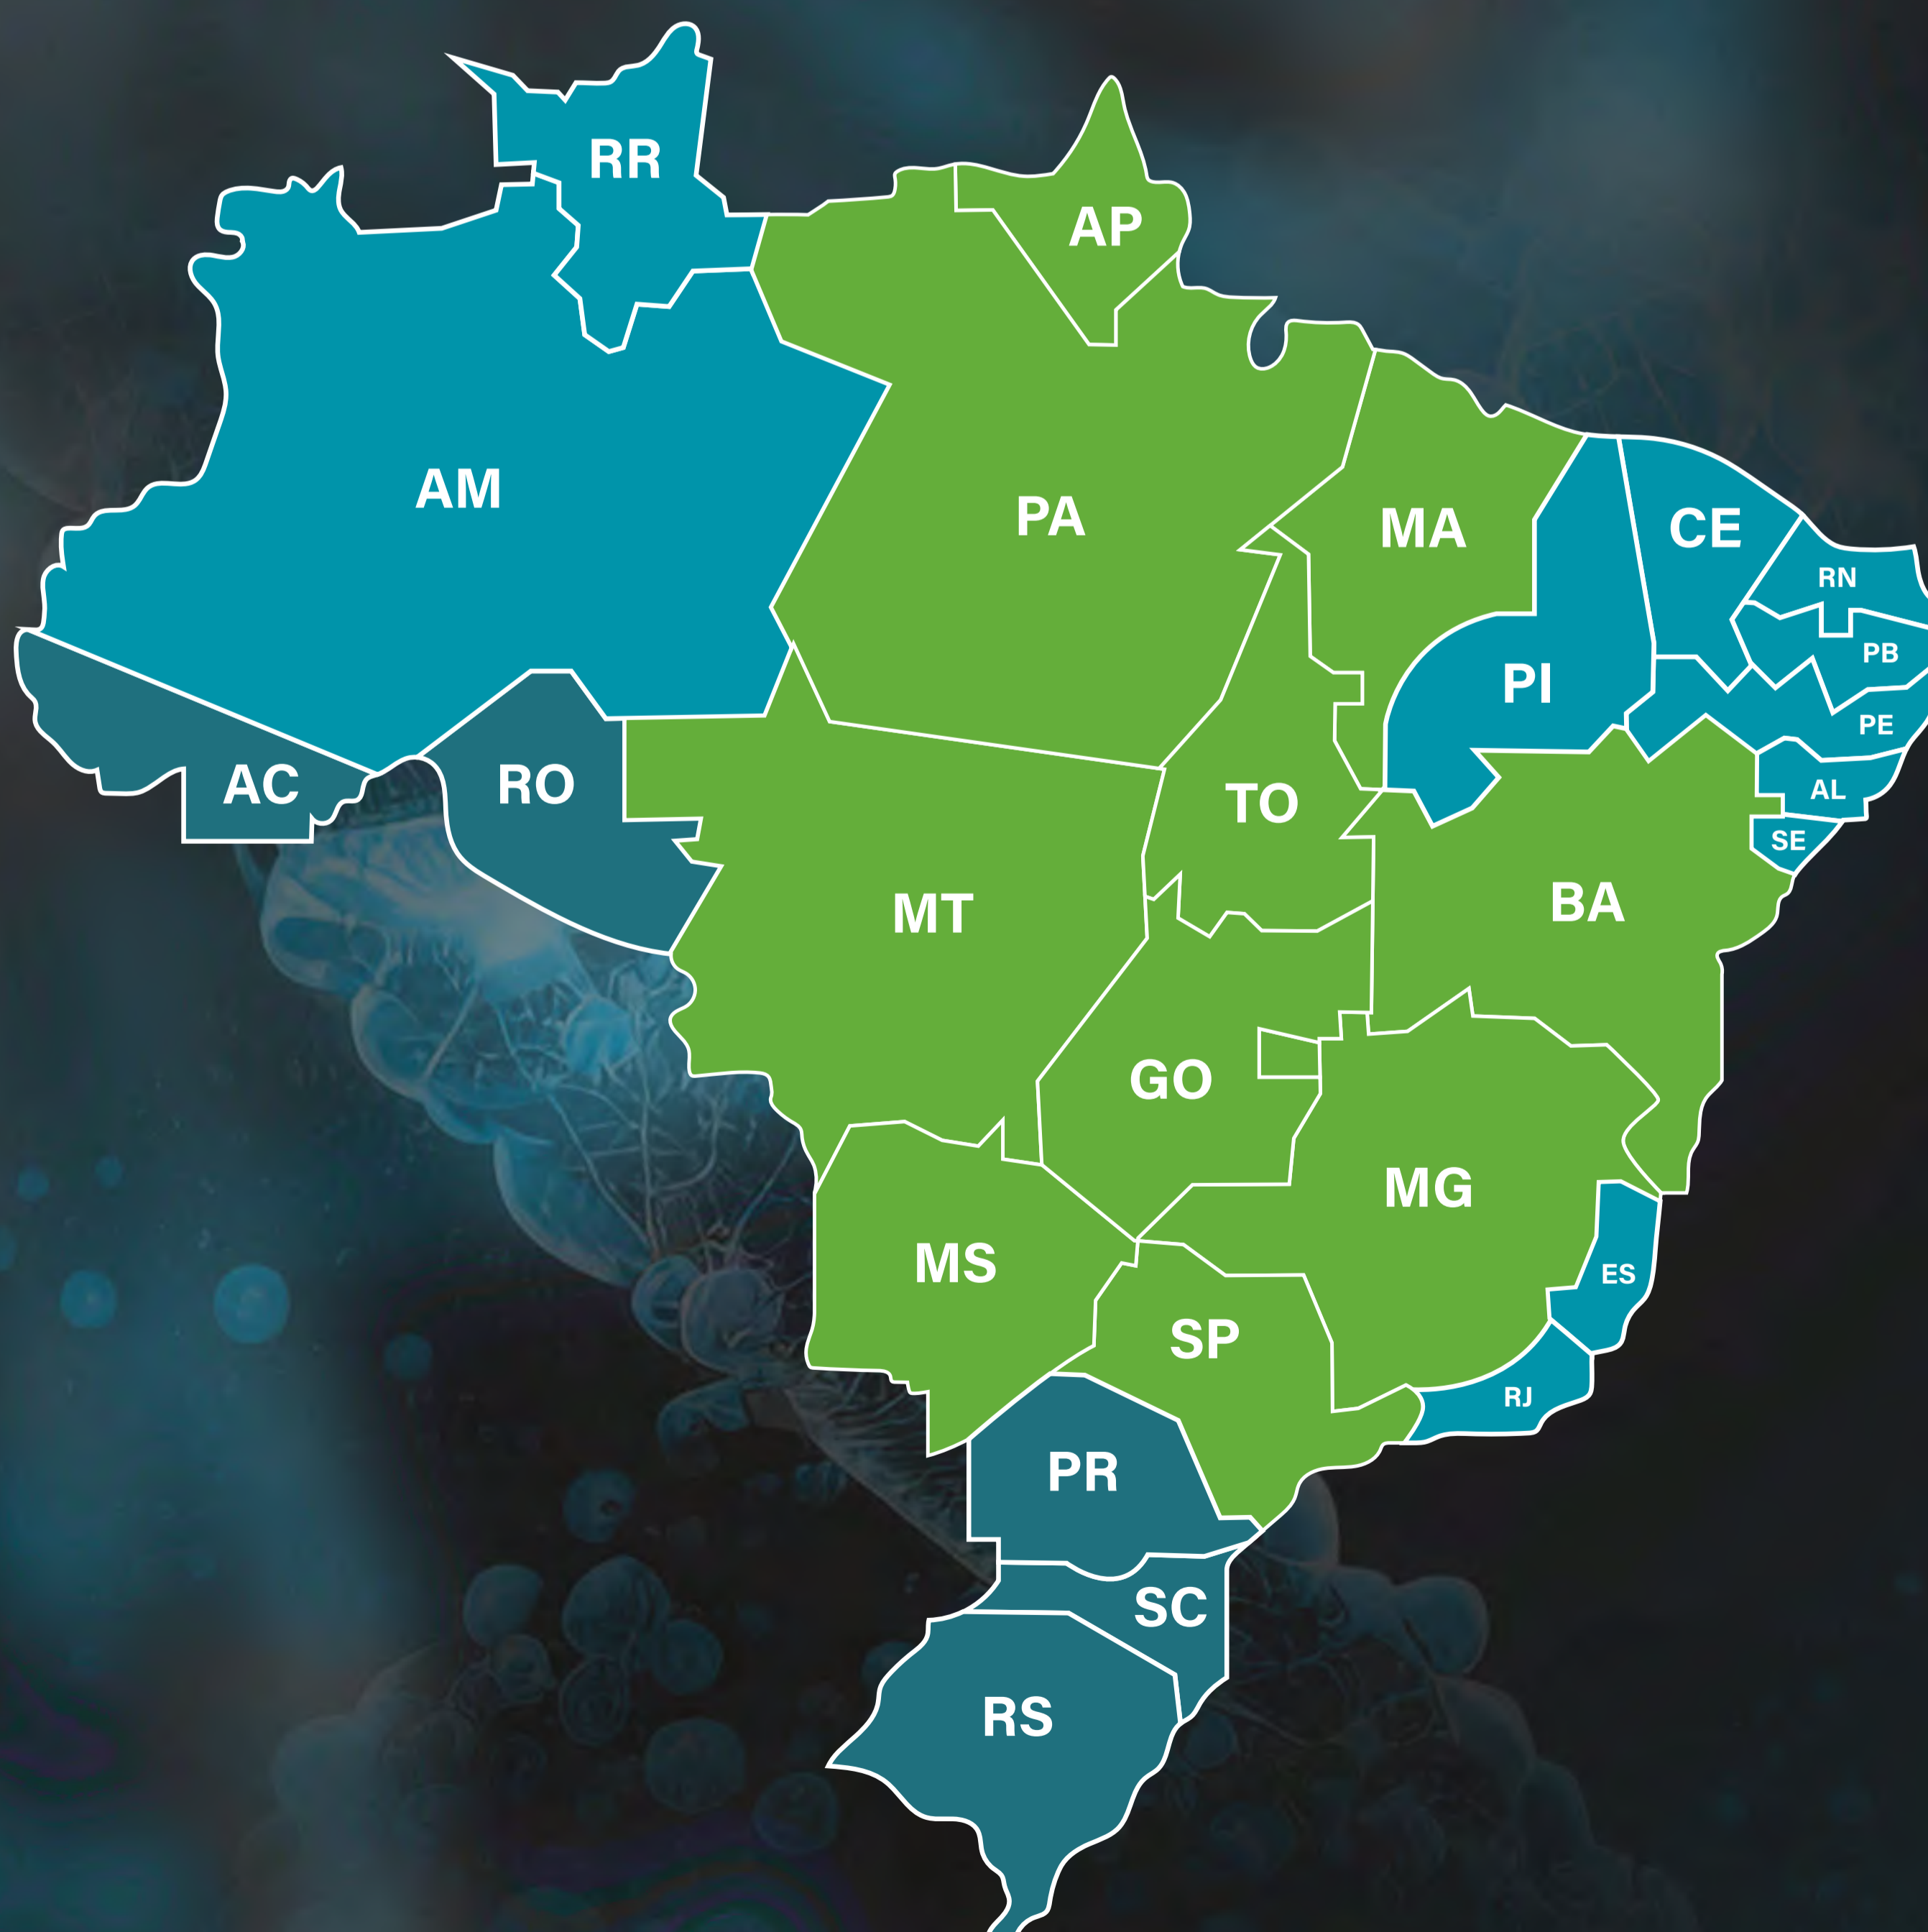 RR
AP
AM
PA
MA
CE
RN
PB
PI
PE
AC
RO
TO
AL
SE
MT
BA
GO
MG
MS
ES
SP
RJ
PR
SC
RS